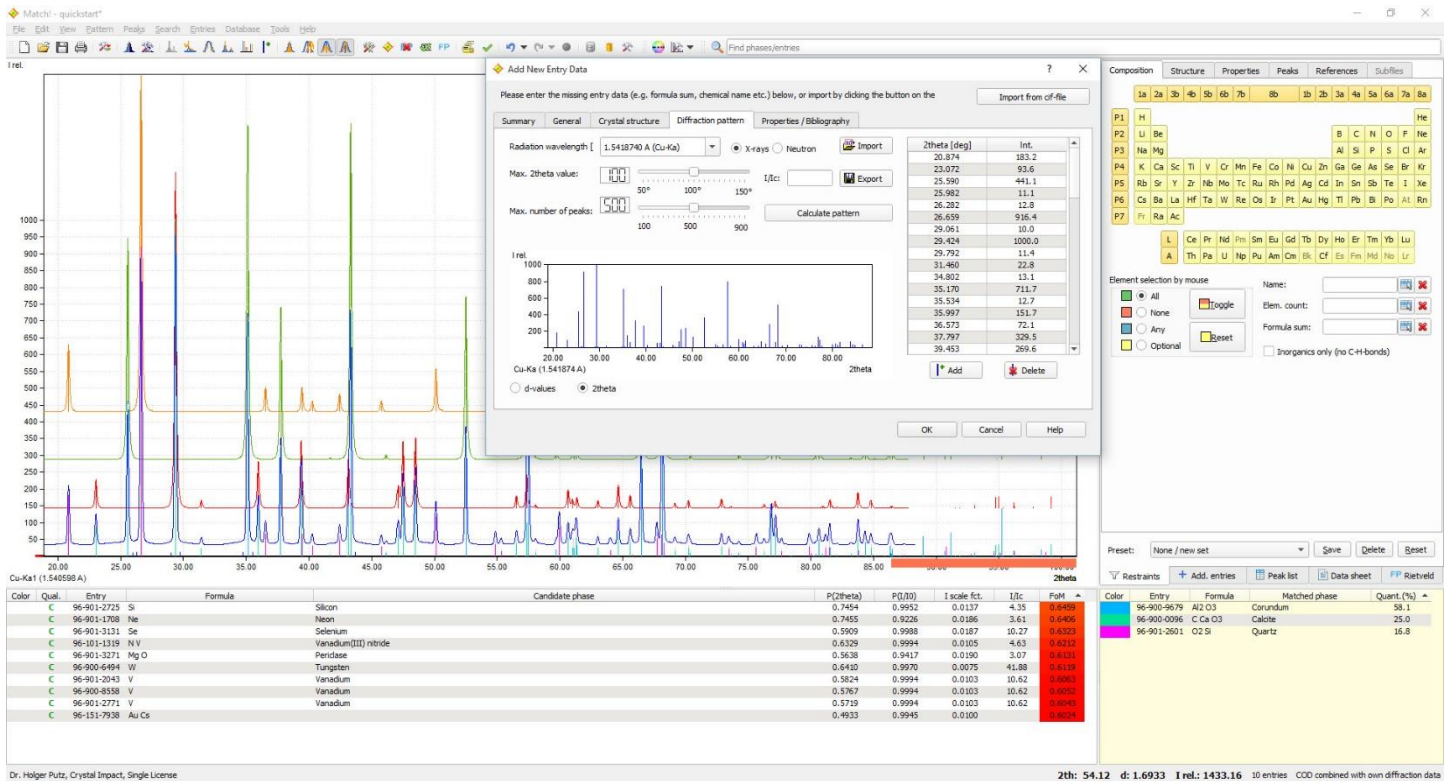 Match! - quickstart*
File Edit View Pattern Peaks Search Entries Database Tools Help
FP Find phases/entries
I rel.
1000
950
900
850
800
750
700
650
600
550
500
450
400
350
300
250
200
150
100
50
20.00 25.00 30.00 35.00 40.00 45.00 50.00 55.00 60.00 65.00 70.00 75.00 80.00 85.00
Cu-Ka1 (1.540598 A) 2theta
Add New Entry Data ?
Please enter the missing entry data (e.g. formula sum, chemical name etc.) below, or import by clicking the button on the
Import from cif-file
Summary General Crystal structure Diffraction pattern Properties / Bibliography
Radiation wavelength [ 1.5418740 A (Cu-Ka) X-rays Neutron Import
Max. 2theta value: 100 50° 100° 150° I/Ic: Export
Max. number of peaks: 500 100 500 900 Calculate pattern
I rel.
1000
800
600
400
200
20.00 30.00 40.00 50.00 60.00 70.00 80.00
Cu-Ka (1.541874 A) 2theta
d-values 2theta
2theta [deg] Int.
20.874 183.2
23.072 93.6
25.590 441.1
25.982 11.1
26.282 12.8
26.659 916.4
29.061 10.0
29.424 1000.0
29.792 11.4
31.460 22.8
34.802 13.1
35.170 711.7
35.534 12.7
35.997 151.7
36.573 72.1
37.797 329.5
39.453 269.6
Add Delete
OK Cancel Help
Composition Structure Properties Peaks References Subfiles
1a 2a 3b 4b 5b 6b 7b 8b 1b 2b 3a 4a 5a 6a 7a 8a
P1 H He
P2 Li Be B C N O F Ne
P3 Na Mg Al Si P S Cl Ar
P4 K Ca Sc Ti V Cr Mn Fe Co Ni Cu Zn Ga Ge As Se Br Kr
P5 Rb Sr Y Zr Nb Mo Tc Ru Rh Pd Ag Cd In Sn Sb Te I Xe
P6 Cs Ba La Hf Ta W Re Os Ir Pt Au Hg Tl Pb Bi Po At Rn
P7 Fr Ra Ac
L Ce Pr Nd Pm Sm Eu Gd Tb Dy Ho Er Tm Yb Lu
A Th Pa U Np Pu Am Cm Bk Cf Es Fm Md No Lr
Element selection by mouse
All
None
Any
Optional
Toggle
Reset
Name:
Elem. count:
Formula sum:
Inorganics only (no C-H-bonds)
Preset: None / new set Save Delete Reset
Restraints Add. entries Peak list Data sheet FP Rietveld
Color Qual. Entry Formula Candidate phase P(2theta) P(I/I0) I scale fct. I/Ic FoM
C 96-901-2725 Si Silicon 0.7454 0.9952 0.0137 4.35 0.6459
C 96-901-1708 Ne Neon 0.7455 0.9226 0.0186 3.61 0.6406
C 96-901-3131 Se Selenium 0.5909 0.9988 0.0187 10.27 0.6323
C 96-101-1319 N V Vanadium(III) nitride 0.6329 0.9994 0.0105 4.63 0.6212
C 96-901-3271 Mg O Periclase 0.5638 0.9417 0.0190 3.07 0.6131
C 96-900-6494 W Tungsten 0.6410 0.9970 0.0075 41.88 0.6119
C 96-901-2043 V Vanadium 0.5824 0.9994 0.0103 10.62 0.6063
C 96-900-8558 V Vanadium 0.5767 0.9994 0.0103 10.62 0.6052
C 96-901-2771 V Vanadium 0.5719 0.9994 0.0103 10.62 0.6043
C 96-151-7938 Au Cs 0.4933 0.9945 0.0100 0.6024
Color Entry Formula Matched phase Quant.(%)
96-900-9679 Al2 O3 Corundum 58.1
96-900-0096 C Ca O3 Calcite 25.0
96-901-2601 O2 Si Quartz 16.8
Dr. Holger Putz, Crystal Impact, Single License
2th: 54.12 d: 1.6933 I rel.: 1433.16 10 entries COD combined with own diffraction data